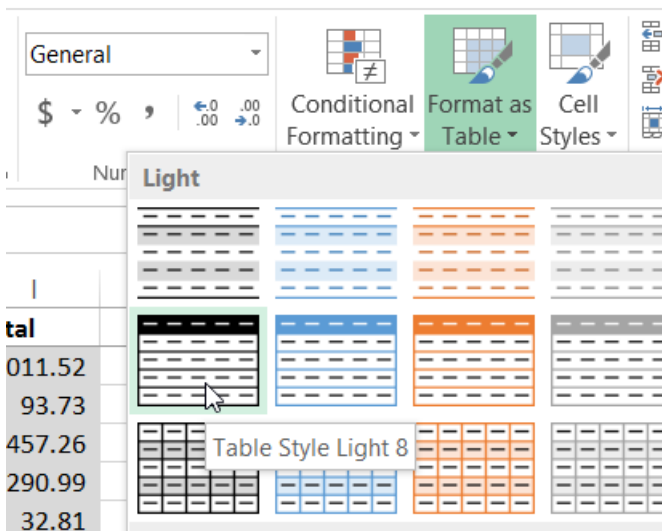 General
$ % , .0 .00 .00 .0
Conditional Formatting
Format as Table
Cell Styles
Nur
Light
I
tal
011.52
93.73
457.26
290.99
32.81
Table Style Light 8